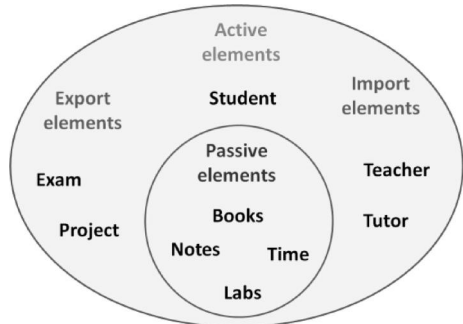 Active
elements
Export
elements
Student
Import
elements
Passive
elements
Exam
Teacher
Books
Project
Tutor
Notes
Time
Labs